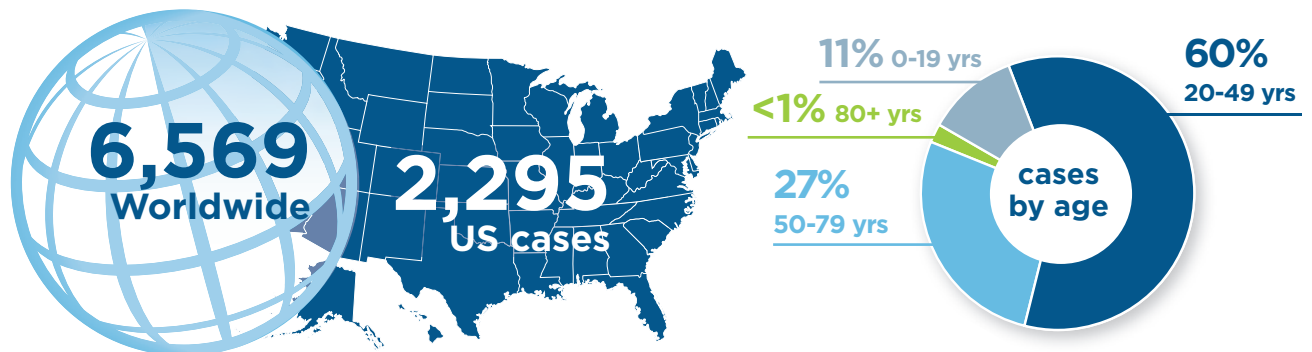 6,569
Worldwide
2,295
US cases
11% 0-19 yrs
<1% 80+ yrs
27%
50-79 yrs
60%
20-49 yrs
cases
by age